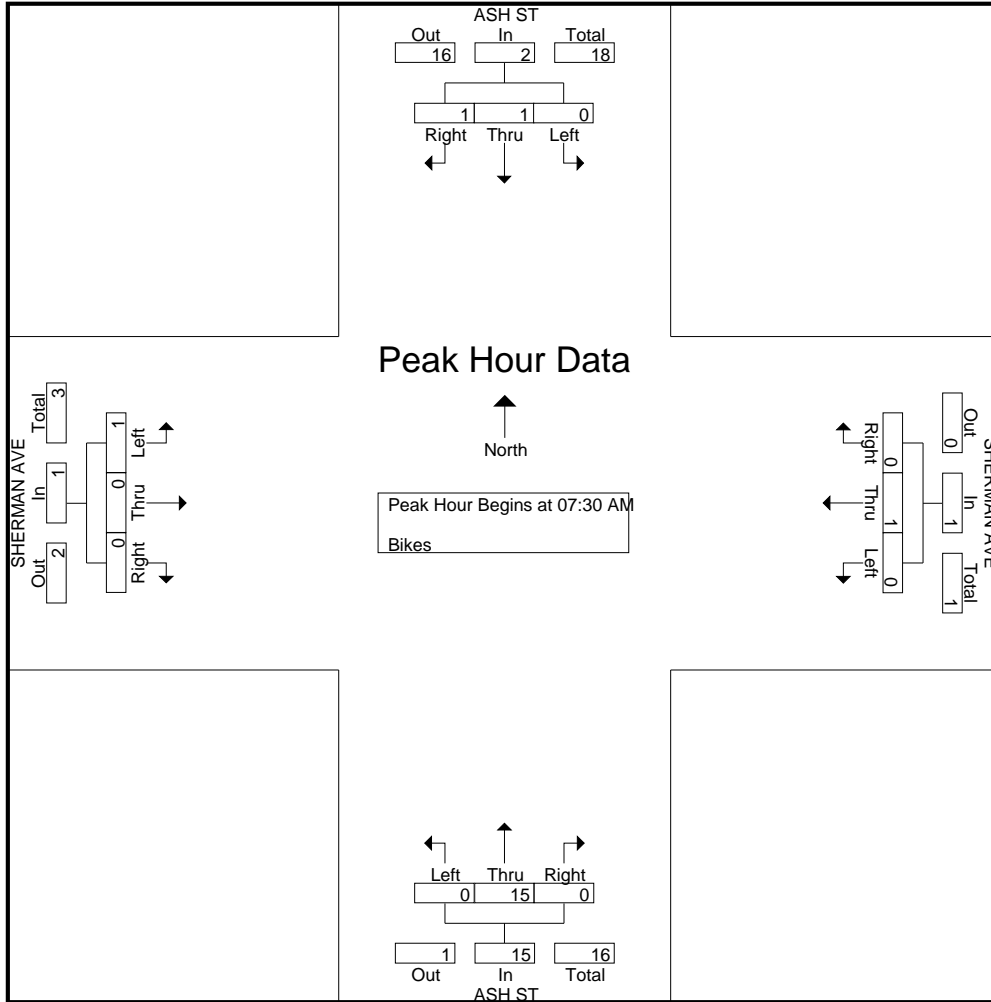 ASH ST
Out In Total
16 2 18
1 1 0
Right Thru Left
Peak Hour Data
North
Peak Hour Begins at 07:30 AM
Bikes
SHERMAN AVE
Out In Total
2 1 3
1 0 0
Left Thru Right
SHERMAN AVE
Out In Total
0 1 1
0 1 0
Right Thru Left
Left Thru Right
0 15 0
1 15 16
Out In Total
ASH ST